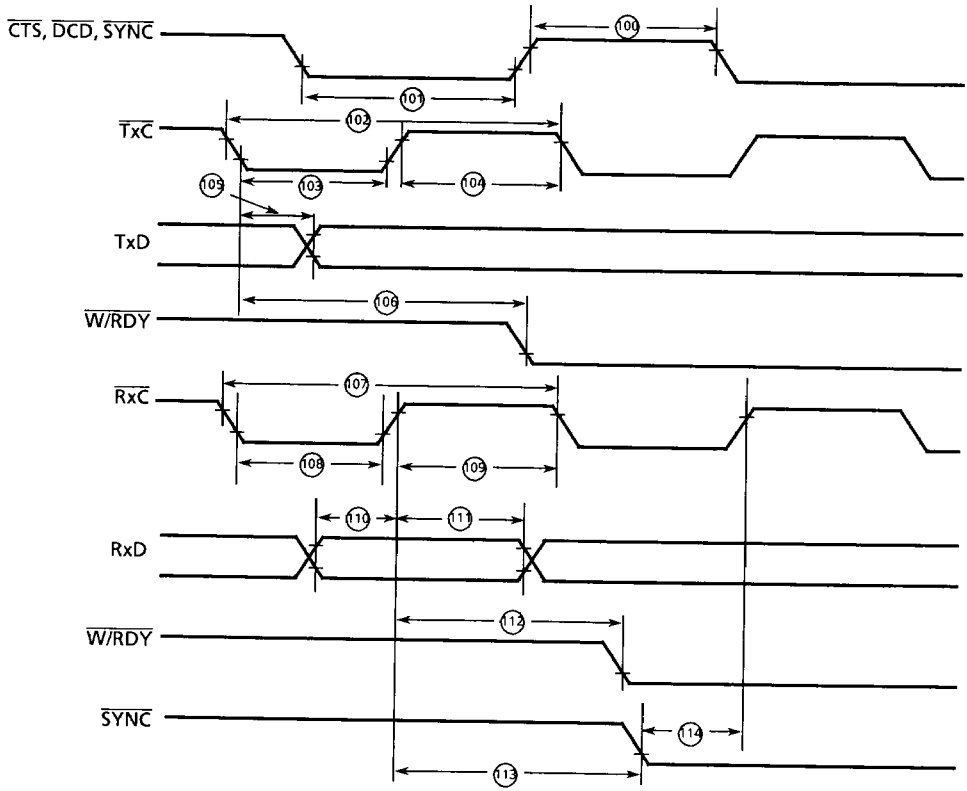 CTS, DCD, SYNC
100
101
TxC
102
103
104
105
TxD
106
W/RDY
RxC
107
108
109
110
111
RxD
112
W/RDY
SYNC
114
113